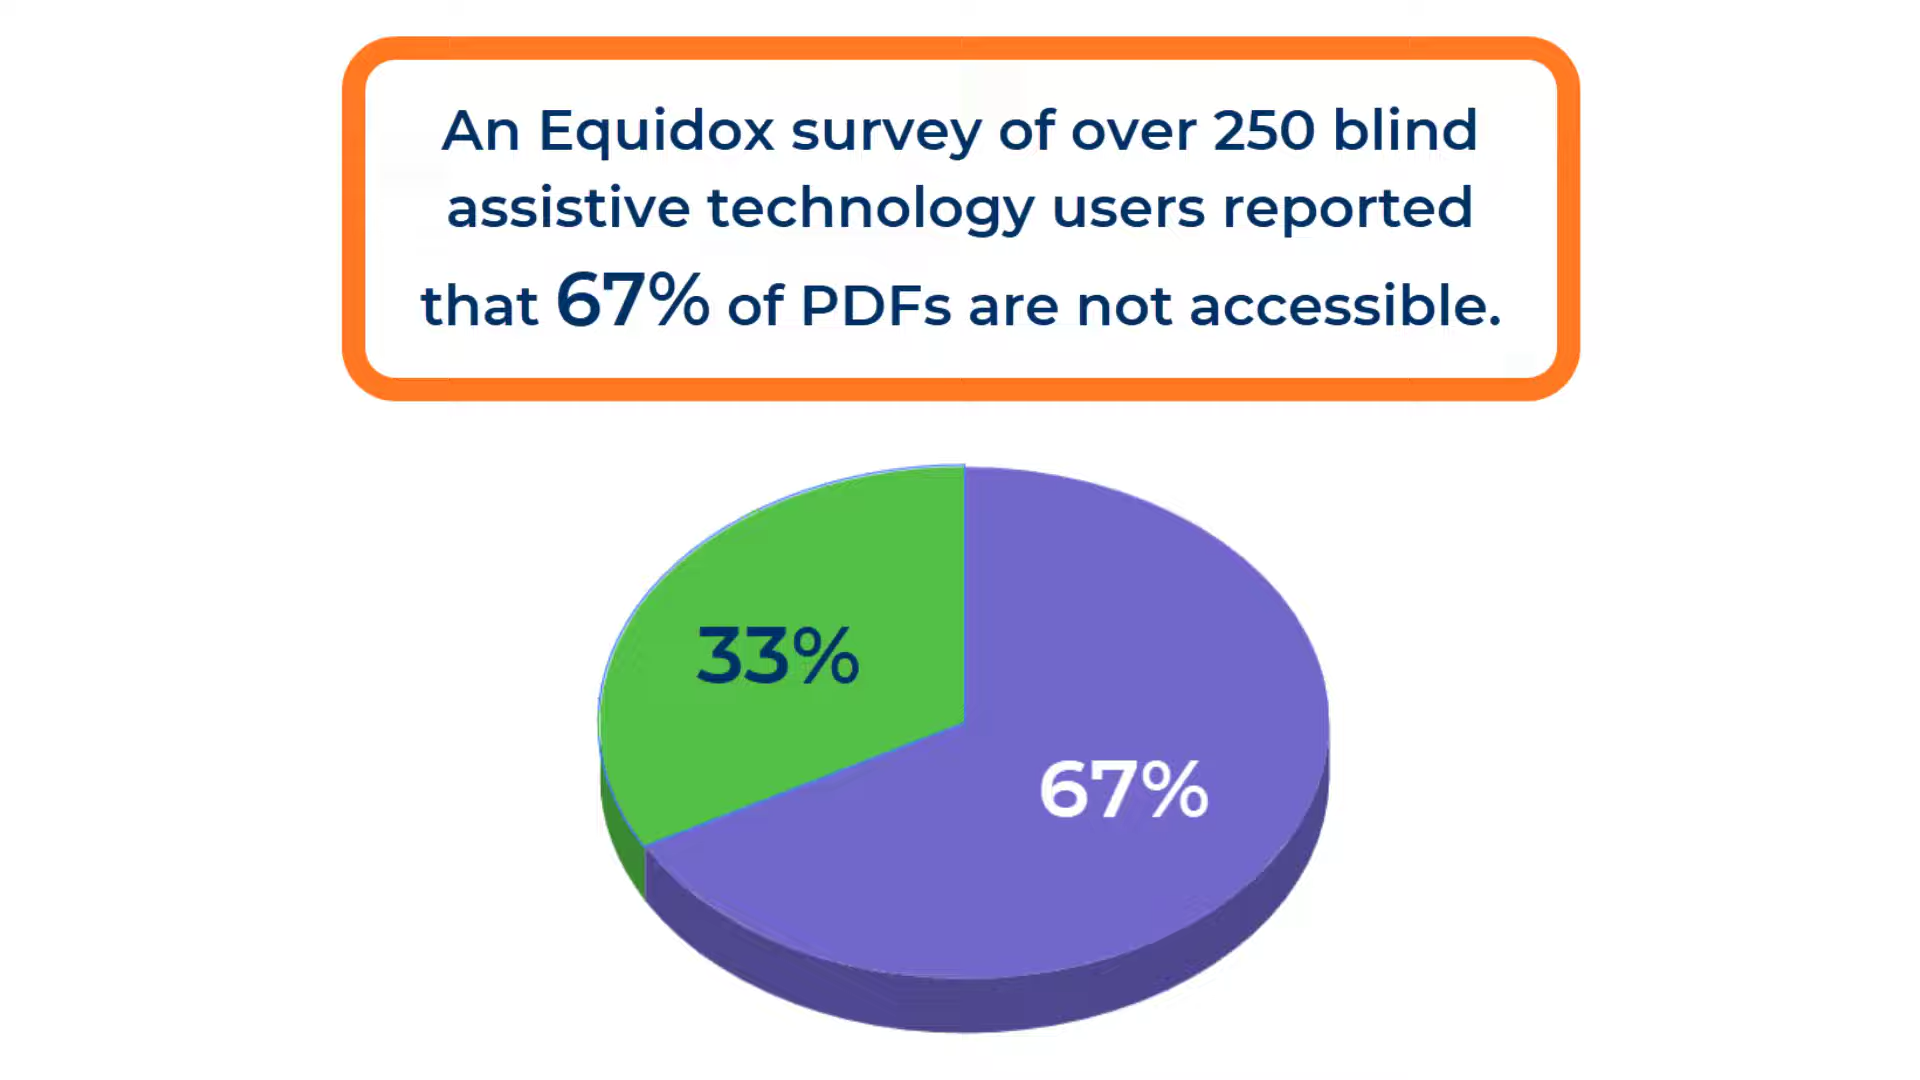 An Equidox survey of over 250 blind
assistive technology users reported
that 67% of PDFs are not accessible.
33%
67%